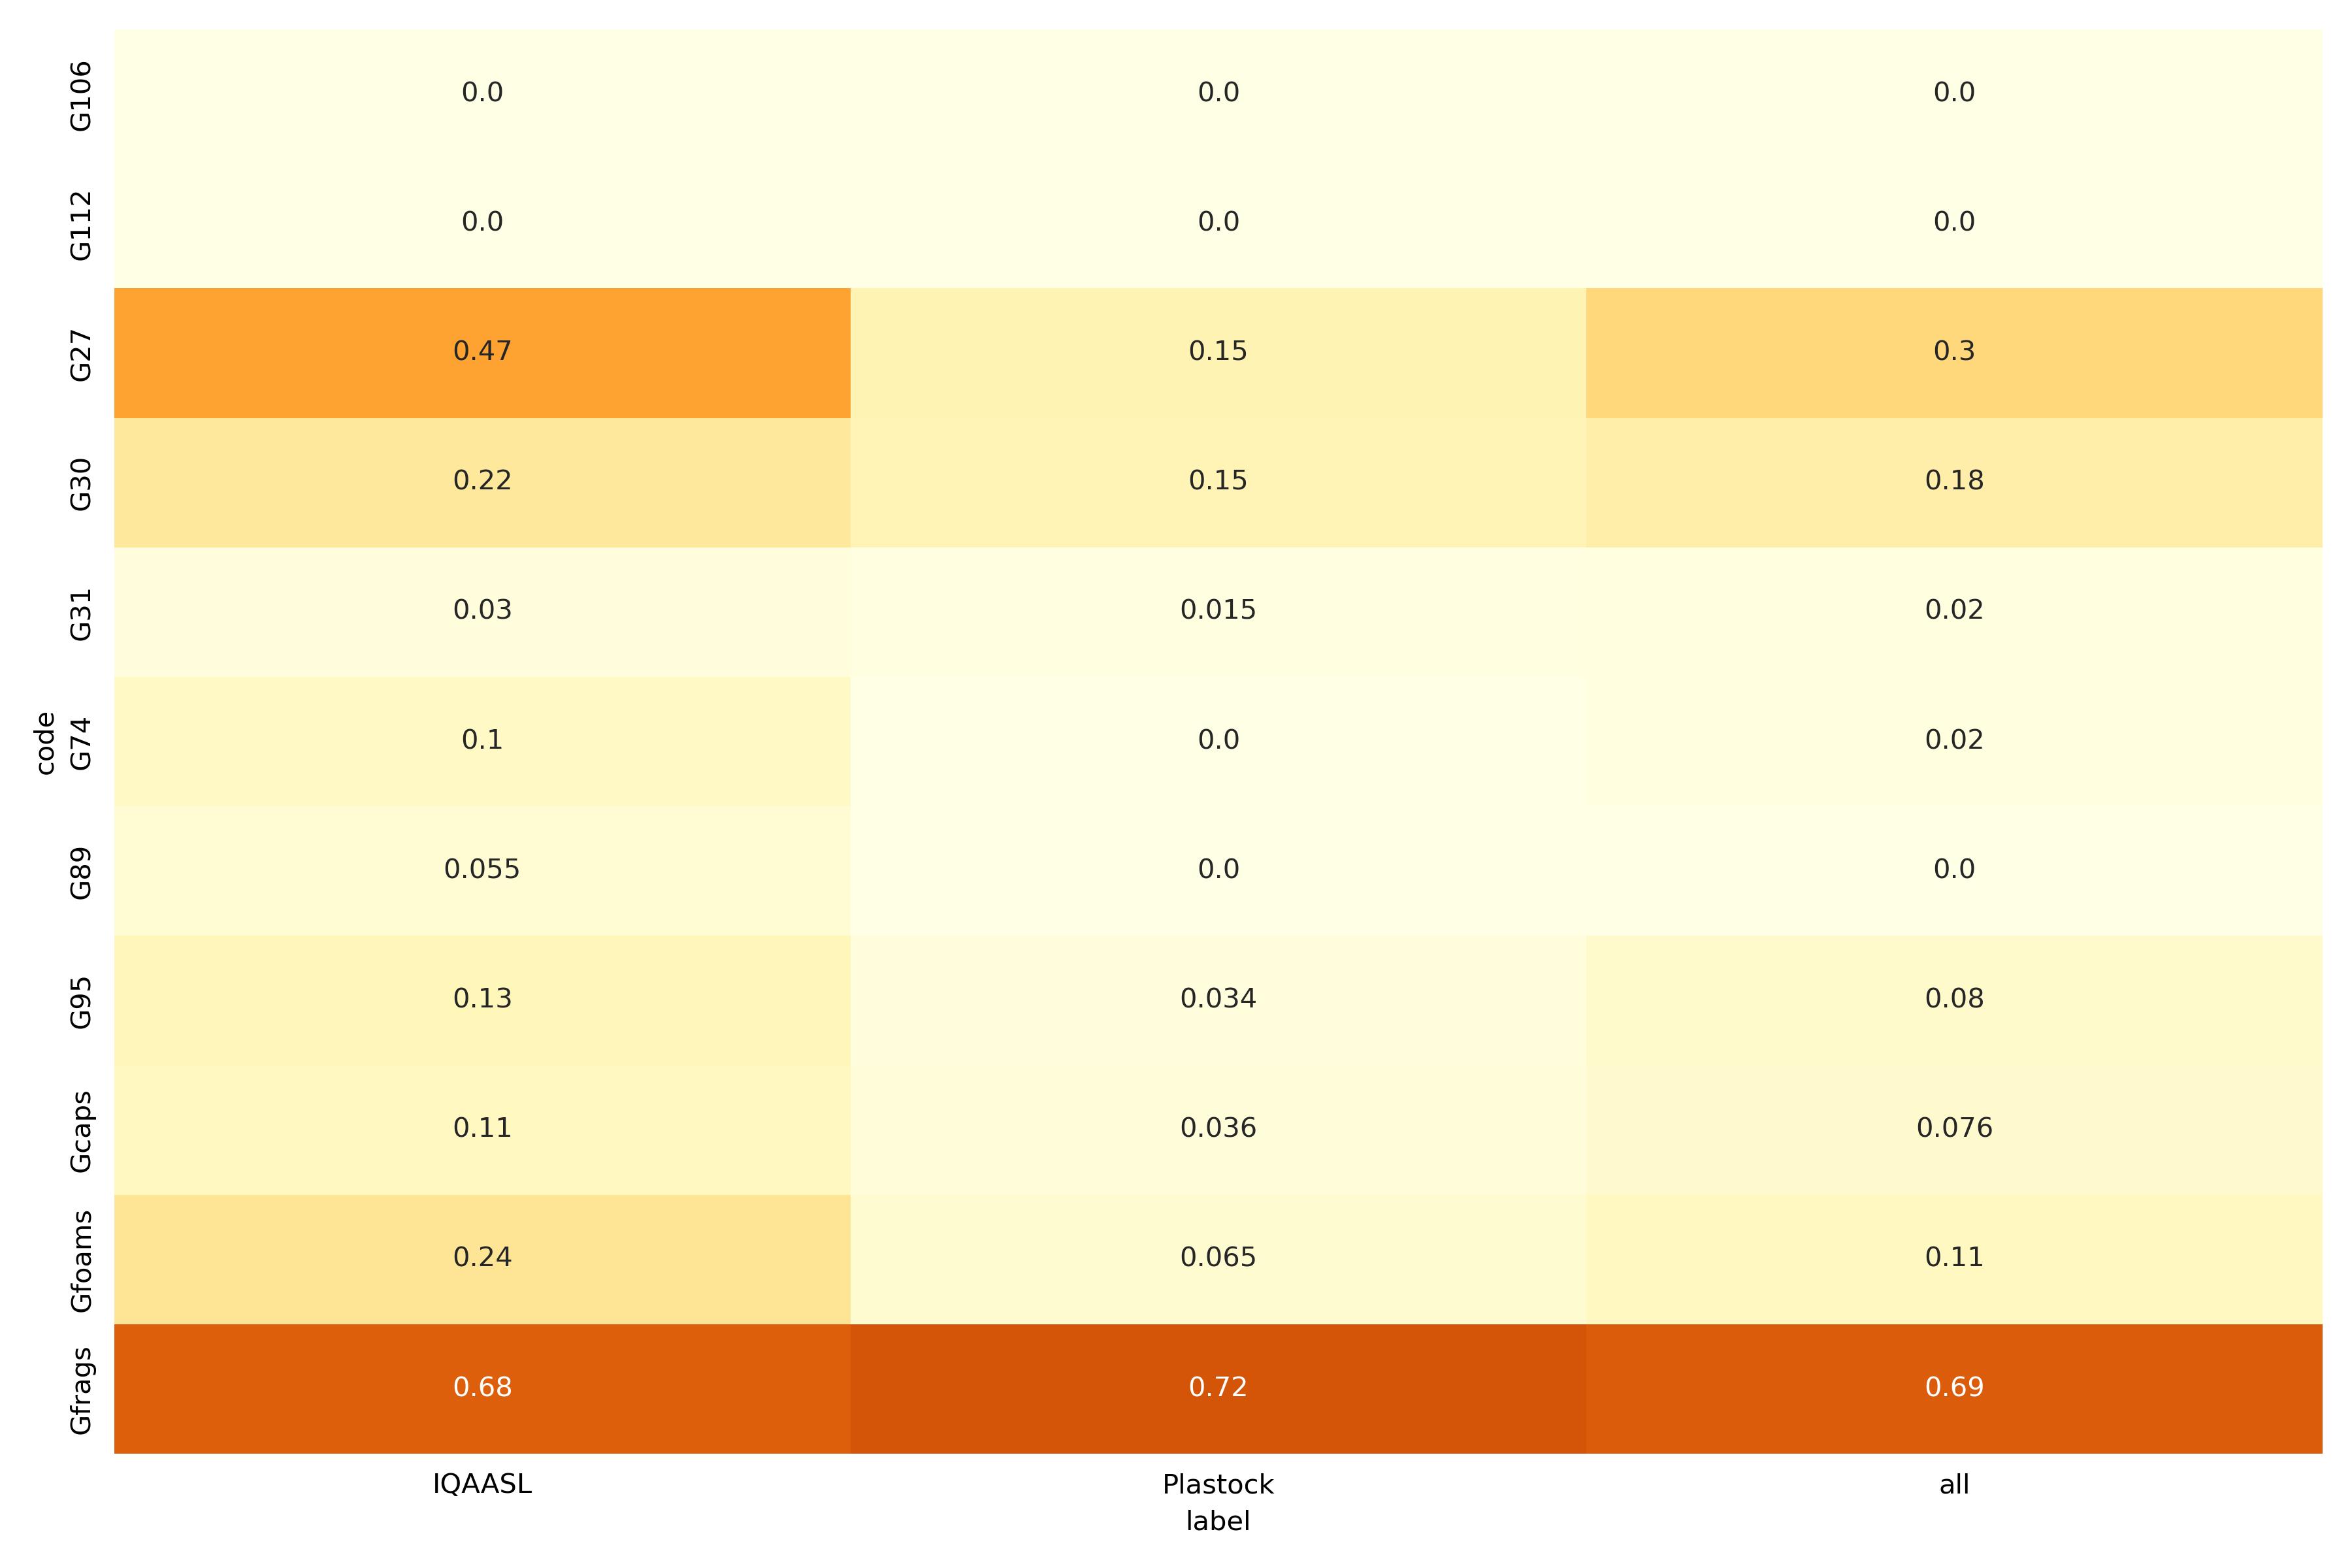 G106 0.0 0.0 0.0
G112 0.0 0.0 0.0
G27 0.47 0.15 0.3
G30 0.22 0.15 0.18
G31 0.03 0.015 0.02
code
G74 0.1 0.0 0.02
G89 0.055 0.0 0.0
G95 0.13 0.034 0.08
Gcaps 0.11 0.036 0.076
Gfoams 0.24 0.065 0.11
Gfrags 0.68 0.72 0.69
IQAASL Plastock all
label